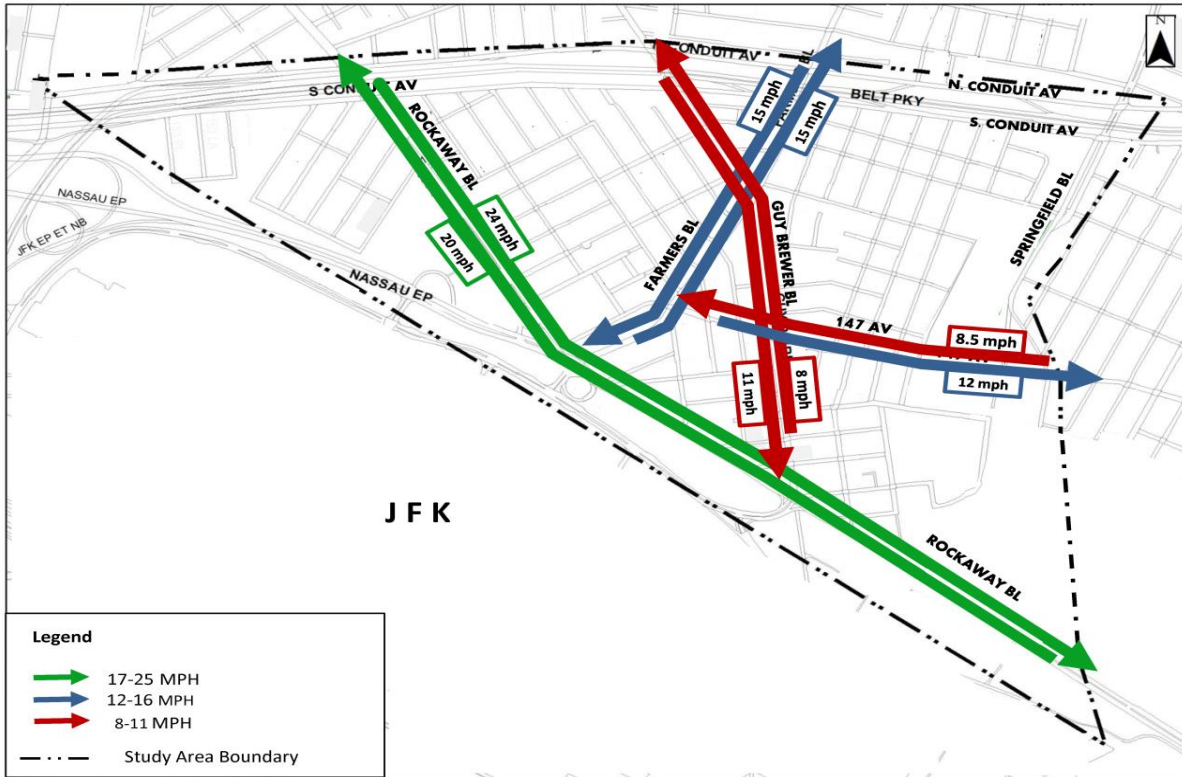 N
CONDUIT AV
S CONDUIT AV
BELT PKY
N. CONDUIT AV
S. CONDUIT AV
BL
15 mph
15 mph
ROCKAWAY BL
24 mph
20 mph
NASSAU EP
JFK EP ET NB
NASSAU EP
FARMERS BL
GUY BREWER BL
SPRINGFIELD BL
147 AV
8.5 mph
12 mph
11 mph
8 mph
JFK
ROCKAWAY BL
Legend
17-25 MPH
12-16 MPH
8-11 MPH
Study Area Boundary